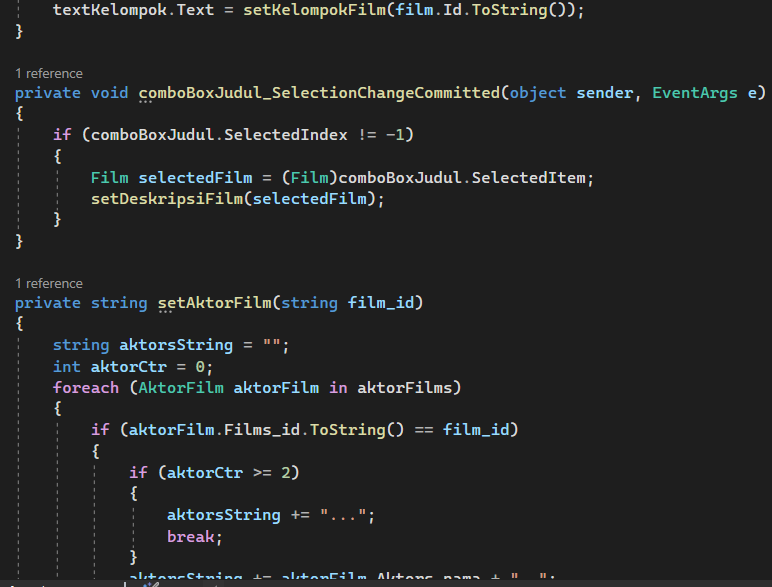 textKelompok.Text = setKelompokFilm(film.Id.ToString());
}
1 reference
private void comboBoxJudul_SelectionChangeCommitted(object sender, EventArgs e)
{
if (comboBoxJudul.SelectedIndex != -1)
{
Film selectedFilm = (Film)comboBoxJudul.SelectedItem;
setDeskripsiFilm(selectedFilm);
}
}
1 reference
private string setAktorFilm(string film_id)
{
string aktorsString = "";
int aktorCtr = 0;
foreach (AktorFilm aktorFilm in aktorFilms)
{
if (aktorFilm.Films_id.ToString() == film_id)
{
if (aktorCtr >= 2)
{
aktorsString += "...";
break;
}
aktorsString += aktorFilm.Aktors.nama +